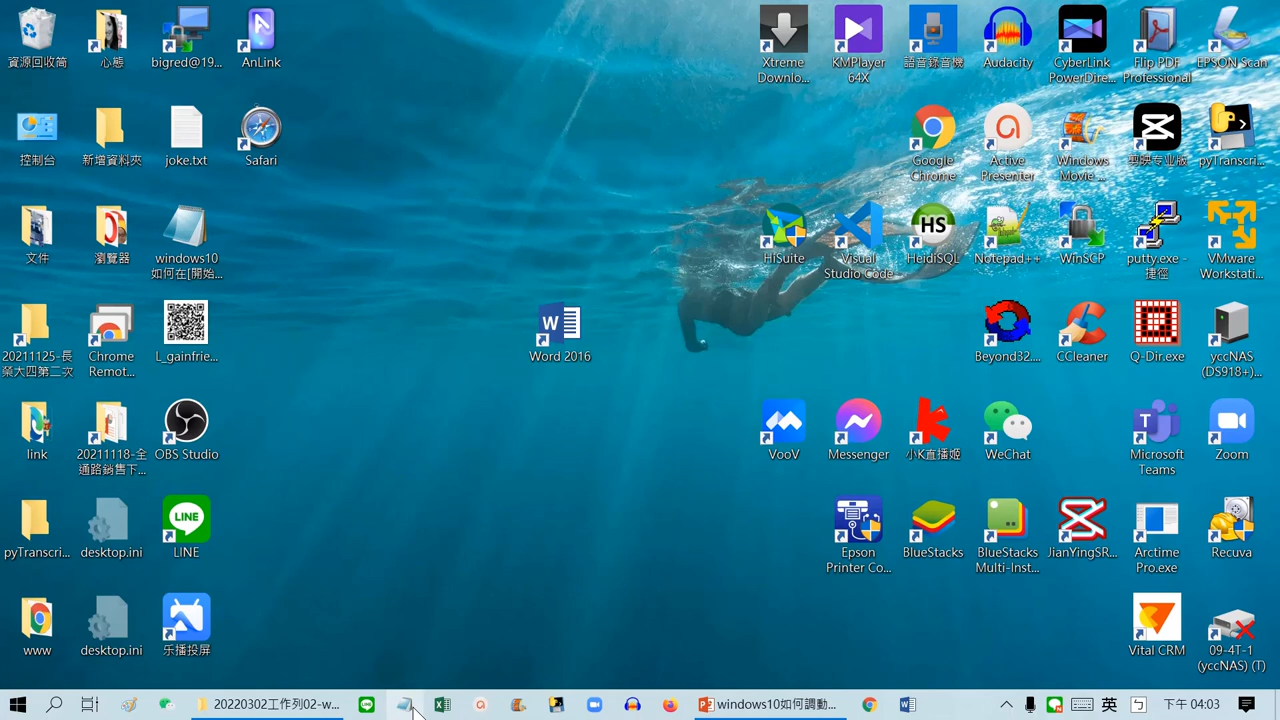 資源回收筒
心態
bigred@19...
AnLink
Xtreme
Downlo...
KMPlayer
64X
語音錄音機
Audacity
CyberLink
PowerDire...
Flip PDF
Professional
EPSON Scan
控制台
新增資料夾
joke.txt
Safari
Google
Chrome
Active
Presenter
Windows
Movie ...
剪映专业版
pyTranscri...
文件
瀏覽器
windows10
如何在[開始...
HiSuite
Visual
Studio Code
HS
HeidiSQL
Notepad++
WinSCP
putty.exe -
捷徑
VMware
Workstati...
20211125-長
榮大四第二次
Chrome
Remot...
L_gainfrie...
W
Word 2016
Beyond32....
CCleaner
Q-Dir.exe
yccNAS
(DS918+)...
link
20211118-全
通路銷售下...
OBS Studio
VooV
Messenger
小K直播姬
WeChat
T
Microsoft
Teams
Zoom
pyTranscri...
desktop.ini
LINE
LINE
Epson
Printer Co...
BlueStacks
BlueStacks
Multi-Inst...
JianYingSR...
Arctime
Pro.exe
Recuva
www
desktop.ini
乐播投屏
Vital CRM
09-4T-1
(yccNAS) (T)
20220302工作列02-w...
windows10如何調動...
英
ㄅ
下午 04:03